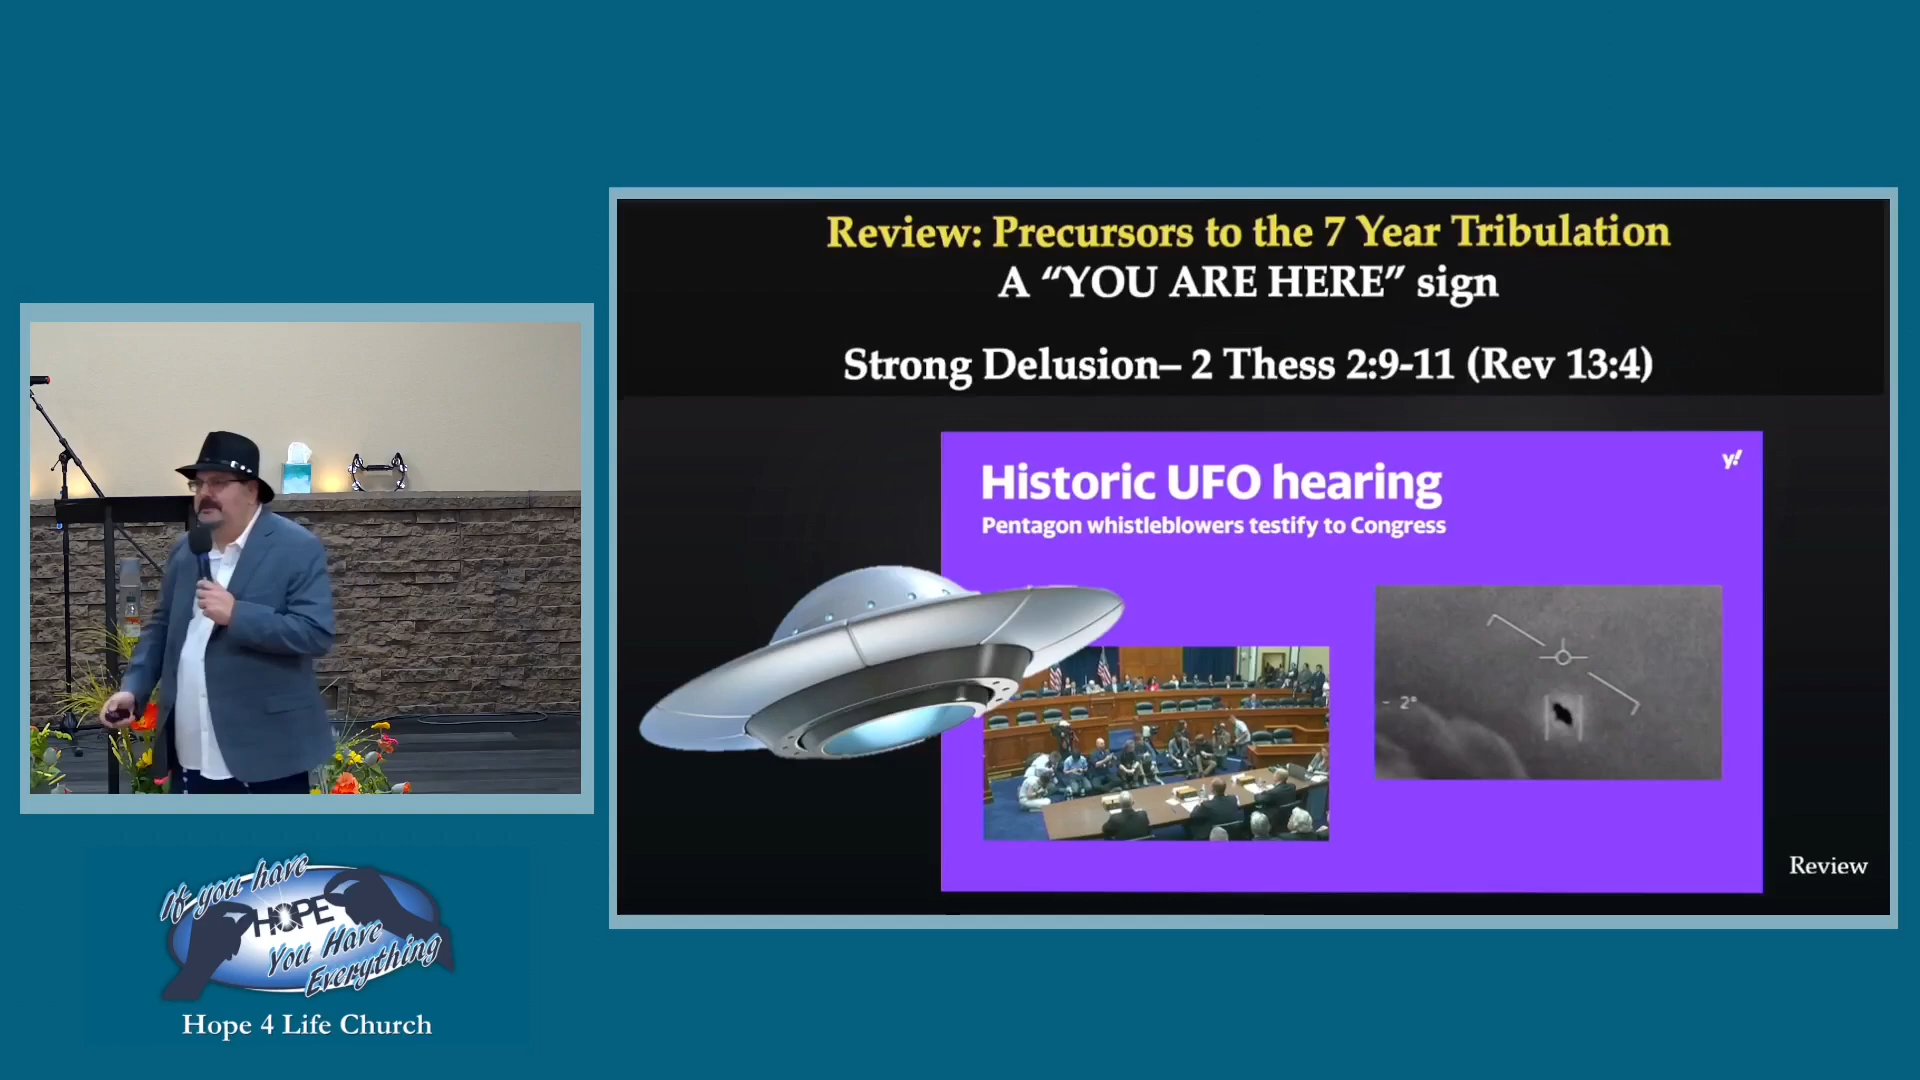 Review: Precursors to the 7 Year Tribulation
A “YOU ARE HERE” sign
Strong Delusion– 2 Thess 2:9-11 (Rev 13:4)
Historic UFO hearing
y!
Pentagon whistleblowers testify to Congress
- 2°
Review
If you have
HOPE
You Have
Everything
Hope 4 Life Church